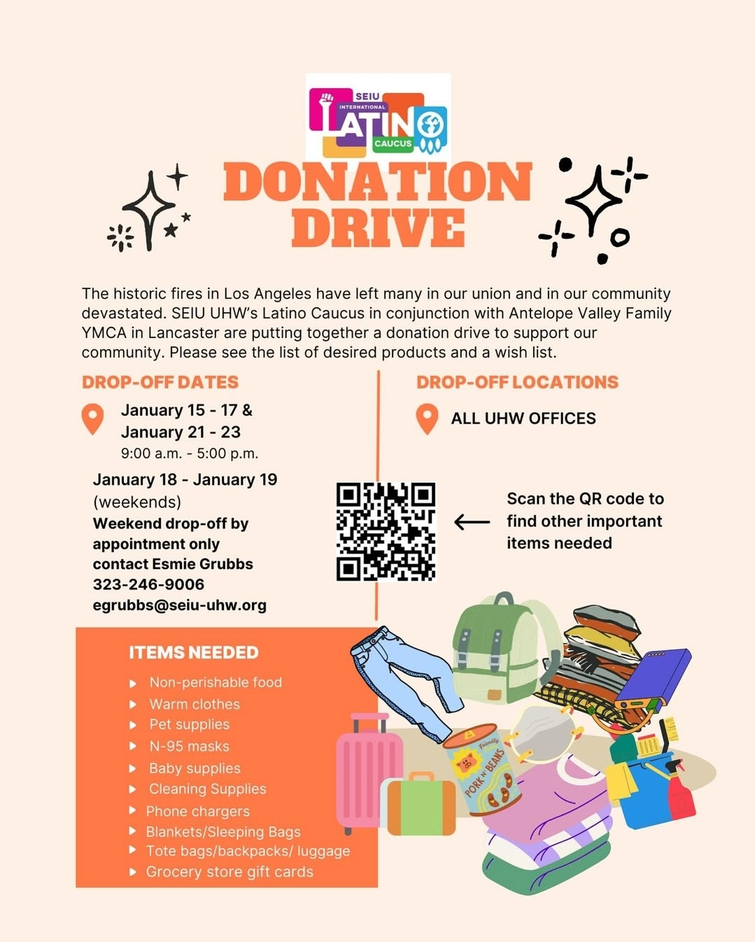 SEIU
INTERNATIONAL
LATINO
CAUCUS
DONATION
DRIVE
The historic fires in Los Angeles have left many in our union and in our community
devastated. SEIU UHW's Latino Caucus in conjunction with Antelope Valley Family
YMCA in Lancaster are putting together a donation drive to support our
community. Please see the list of desired products and a wish list.
DROP-OFF DATES
January 15 - 17 &
January 21 - 23
9:00 a.m. - 5:00 p.m.
January 18 - January 19
(weekends)
Weekend drop-off by
appointment only
contact Esmie Grubbs
323-246-9006
egrubbs@seiu-uhw.org
DROP-OFF LOCATIONS
ALL UHW OFFICES
Scan the QR code to
find other important
items needed
ITEMS NEEDED
Non-perishable food
Warm clothes
Pet supplies
N-95 masks
Baby supplies
Cleaning Supplies
Phone chargers
Blankets/Sleeping Bags
Tote bags/backpacks/ luggage
Grocery store gift cards
Friendly
PORK N' BEANS